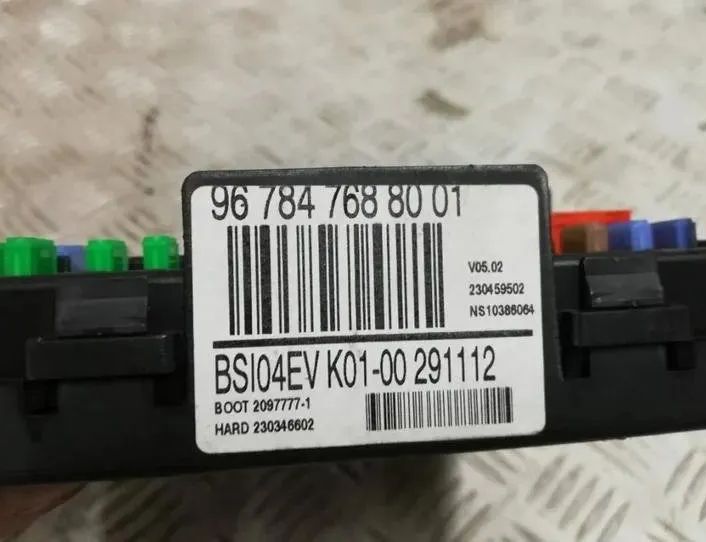 96 784 768 80 01
V05.02
230459502
NS10386064
BSI04EV K01-00 291112
BOOT 2097777-1
HARD 230346602